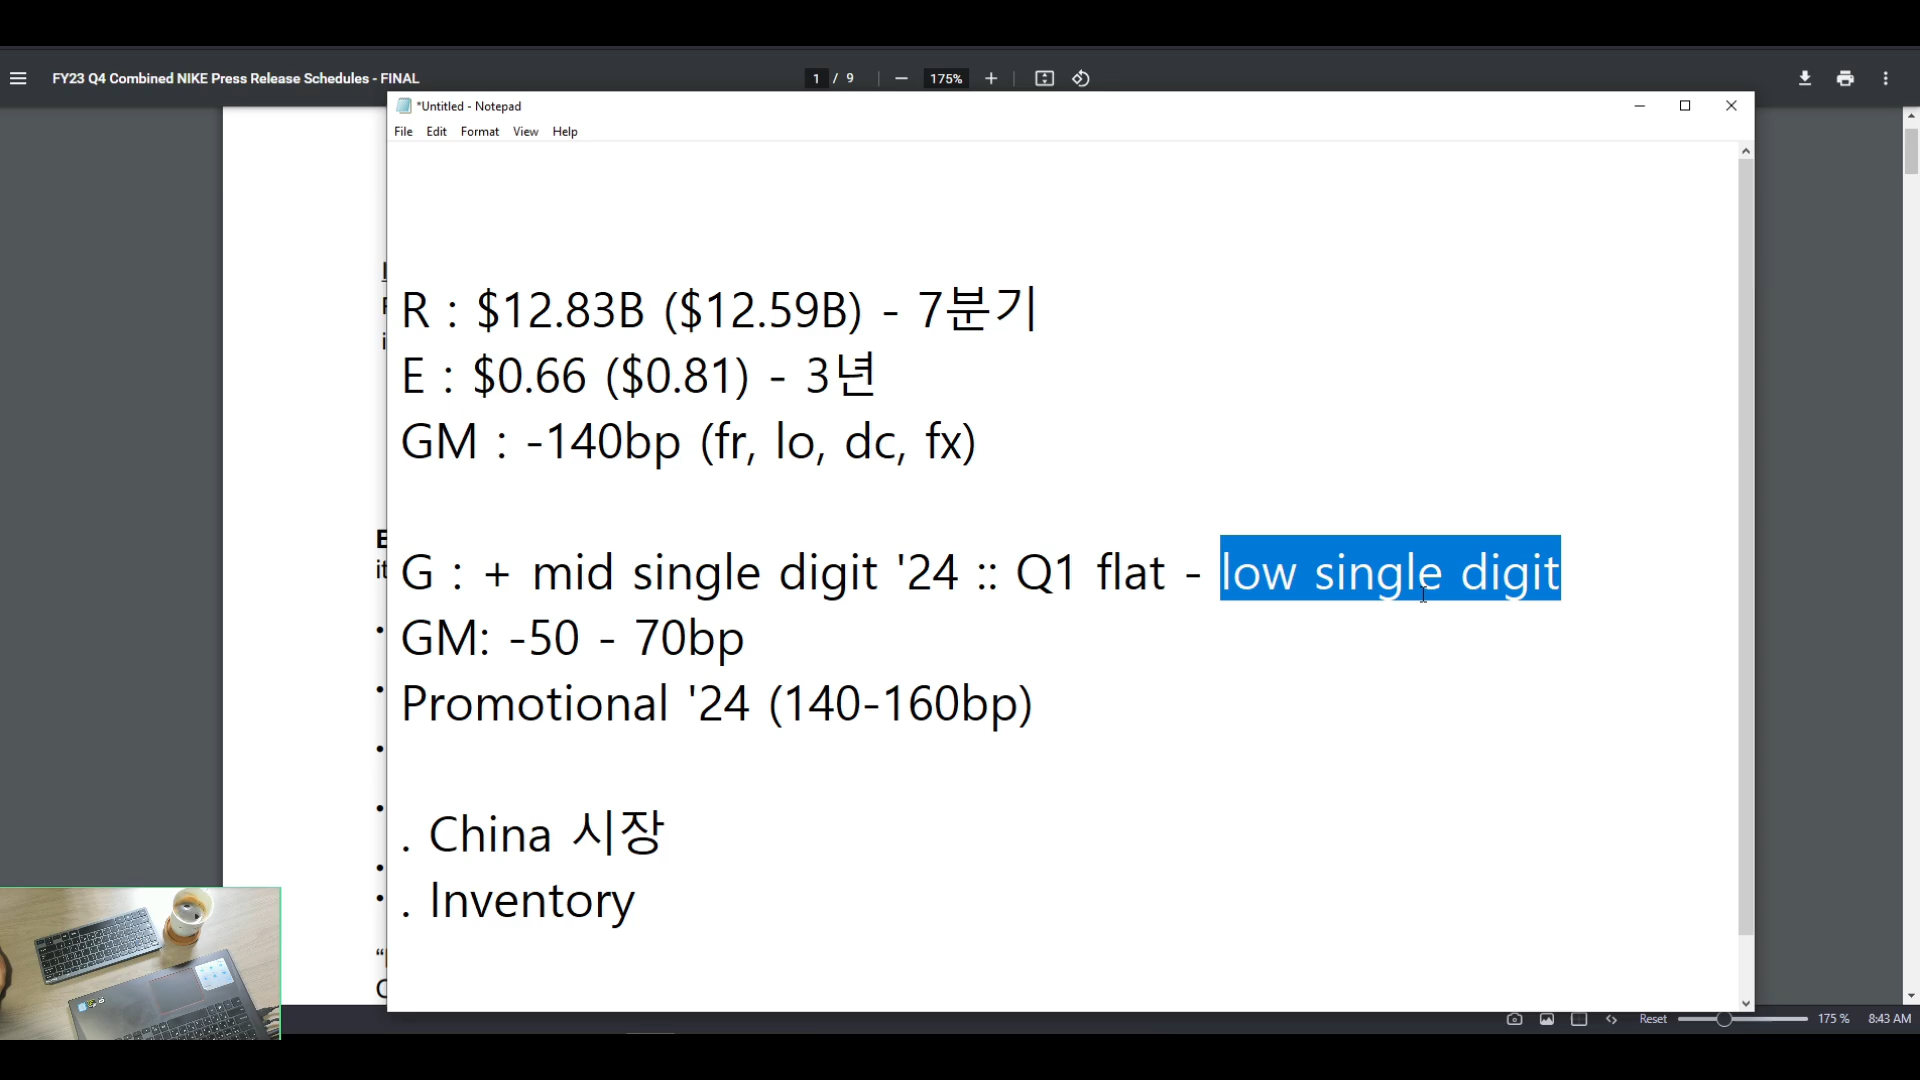 FY23 Q4 Combined NIKE Press Release Schedules - FINAL
1 / 9
175%
*Untitled - Notepad
File Edit Format View Help
R : $12.83B ($12.59B) - 7분기
E : $0.66 ($0.81) - 3년
GM : -140bp (fr, lo, dc, fx)
G : + mid single digit '24 :: Q1 flat - low single digit
GM: -50 - 70bp
Promotional '24 (140-160bp)
. China 시장
. Inventory
Reset 175 % 8:43 AM